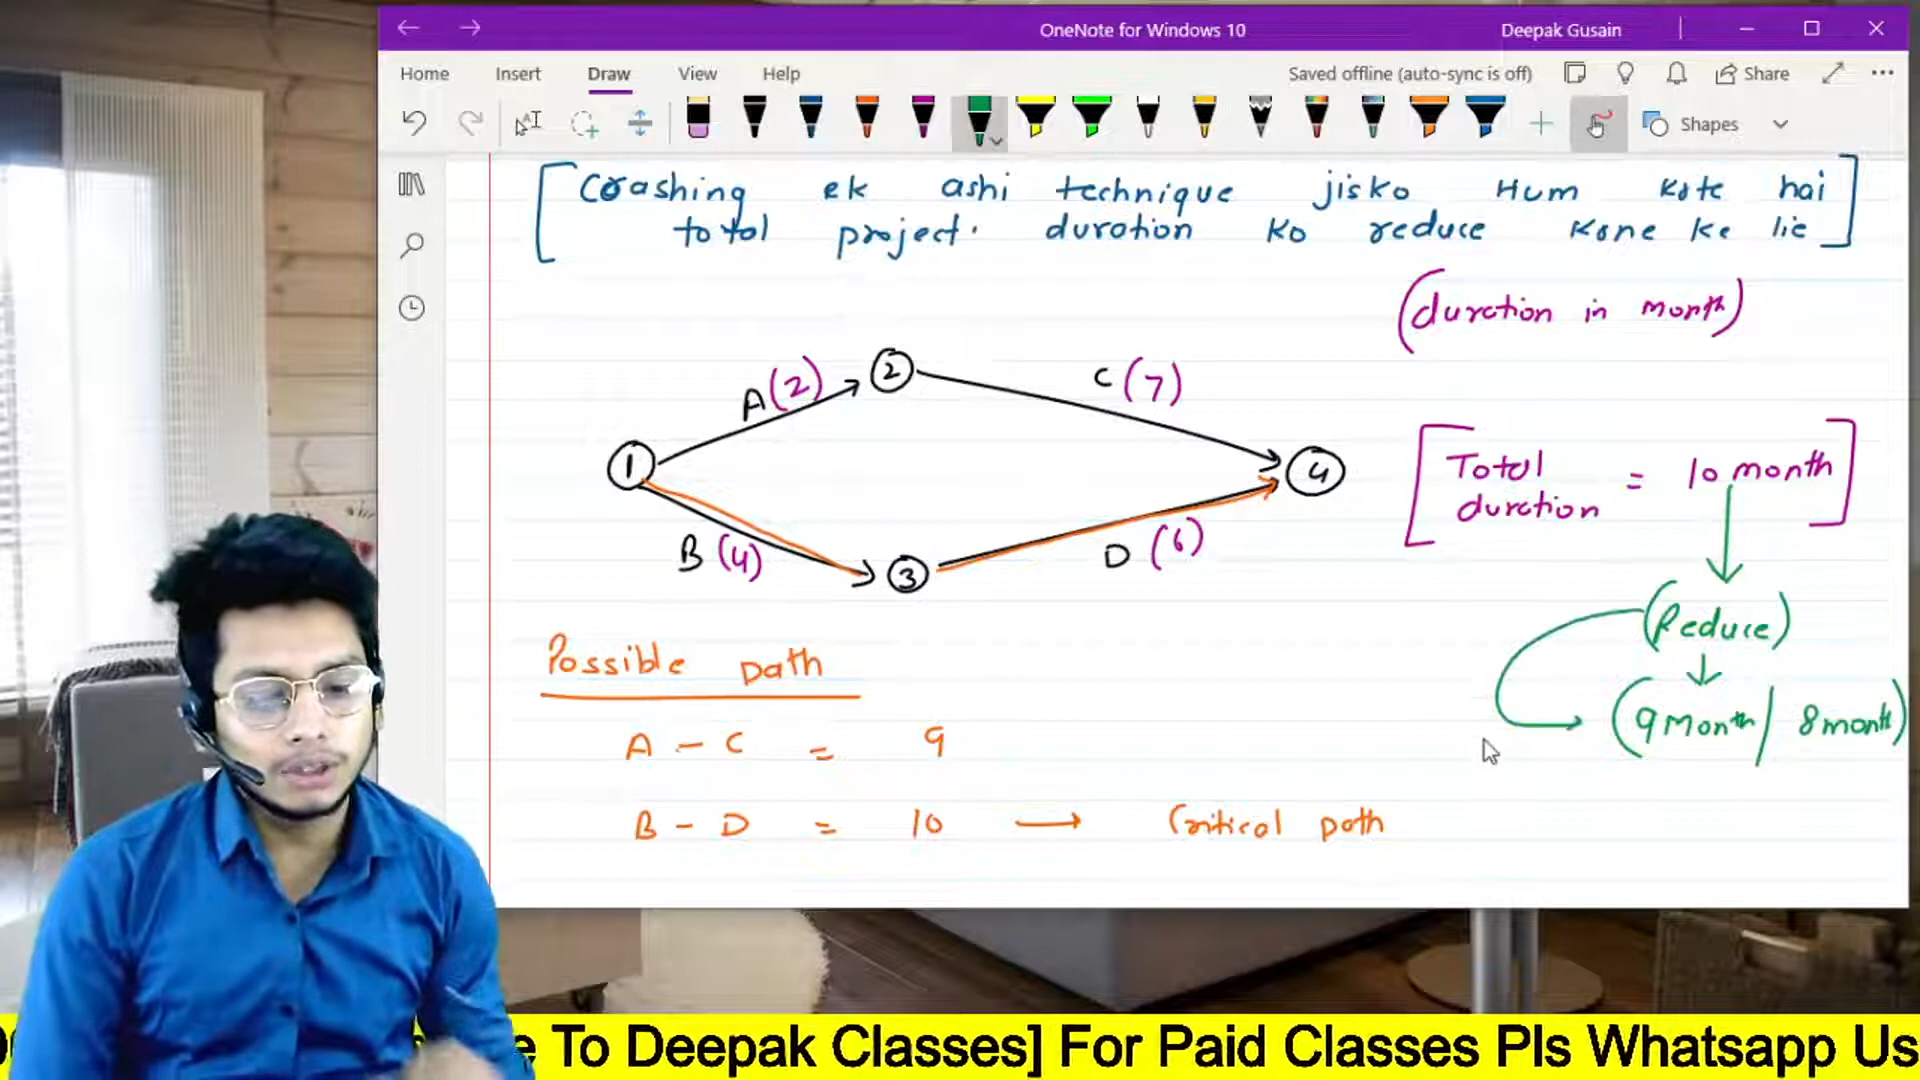 OneNote for Windows 10
Deepak Gusain
Home Insert Draw View Help
Saved offline (auto-sync is off)
Share
Shapes
Crashing ek ashi technique jisko Hum krte hai
total project duration ko reduce krne ke lie
(duration in month)
A(2)
2
C (7)
1
4
B (4)
3
D (6)
Total duration = 10 month
(Reduce)
(9 Month / 8 month)
Possible path
A - C = 9
B - D = 10 → Critical path
e To Deepak Classes] For Paid Classes Pls Whatsapp Us